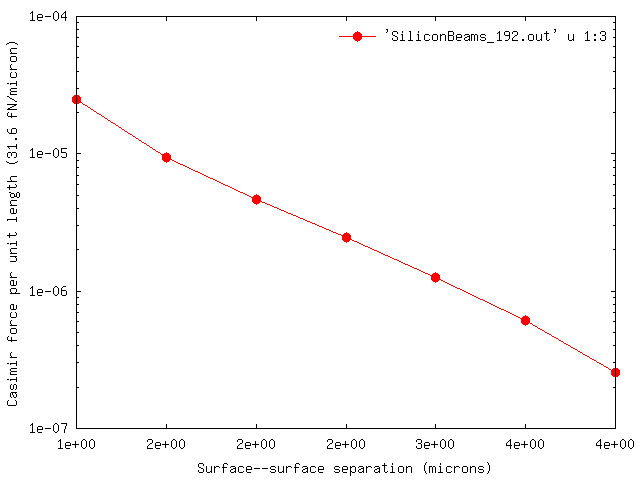 1e-04
'SiliconBeams_192.out' u 1:3
1e-05
1e-06
1e-07
Casimir force per unit length (31.6 fN/micron)
1e+00 2e+00 2e+00 2e+00 3e+00 4e+00 4e+00
Surface--surface separation (microns)